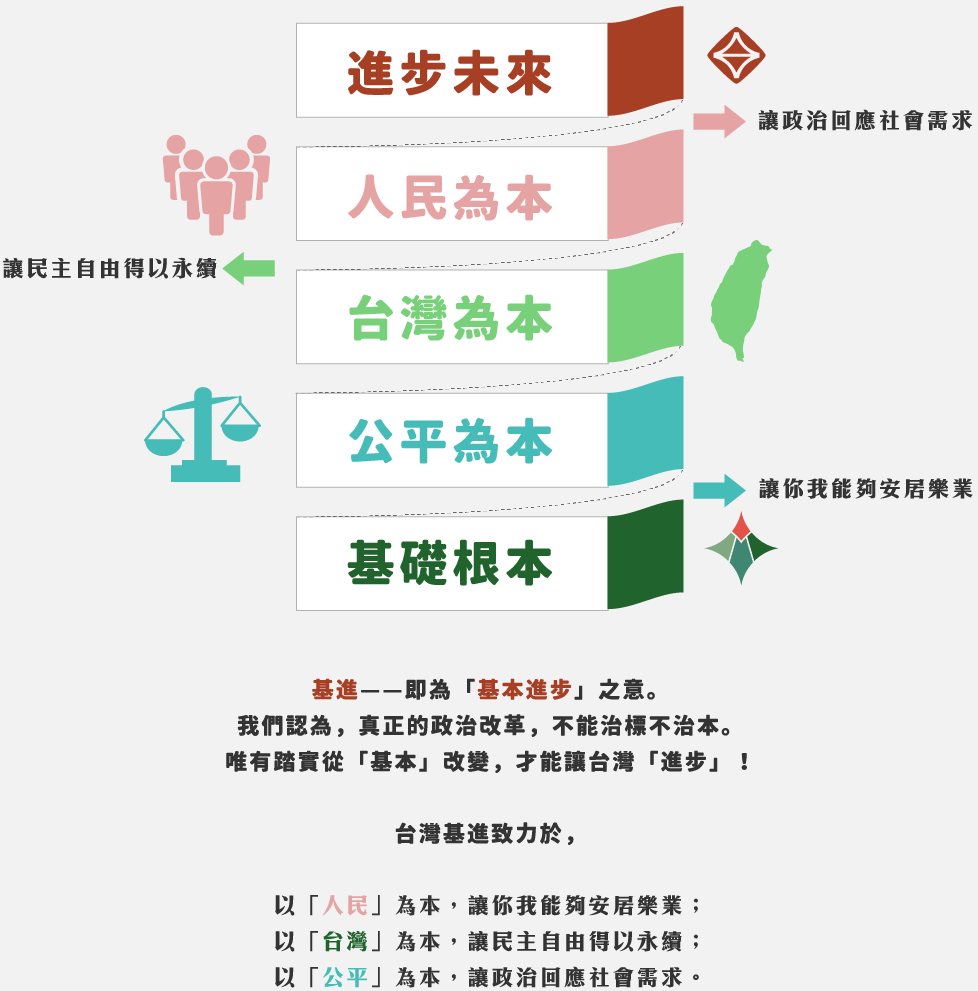 進步未來
讓政治回應社會需求
人民為本
讓民主自由得以永續
台灣為本
公平為本
讓你我能夠安居樂業
基礎根本
基進——即為「基本進步」之意。
我們認為，真正的政治改革，不能治標不治本。
唯有踏實從「基本」改變，才能讓台灣「進步」！
台灣基進致力於，
以「人民」為本，讓你我能夠安居樂業；
以「台灣」為本，讓民主自由得以永續；
以「公平」為本，讓政治回應社會需求。